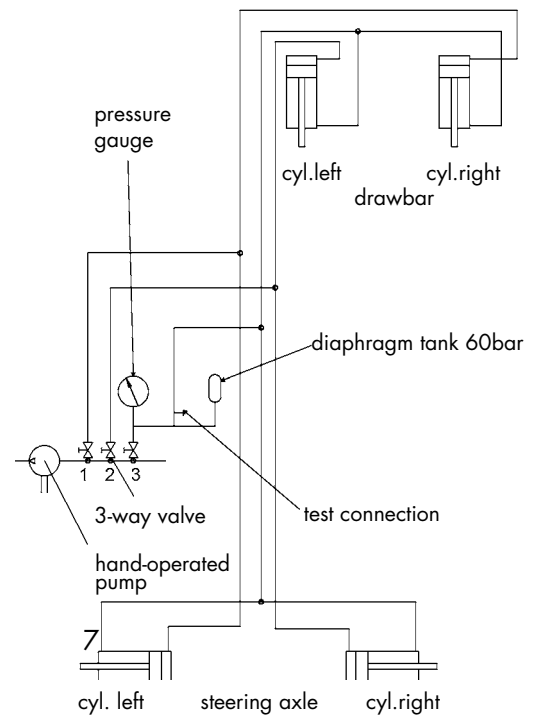 pressure
gauge
cyl.left
cyl.right
drawbar
diaphragm tank 60bar
1 2 3
3-way valve
test connection
hand-operated
pump
7
cyl. left
steering axle
cyl.right